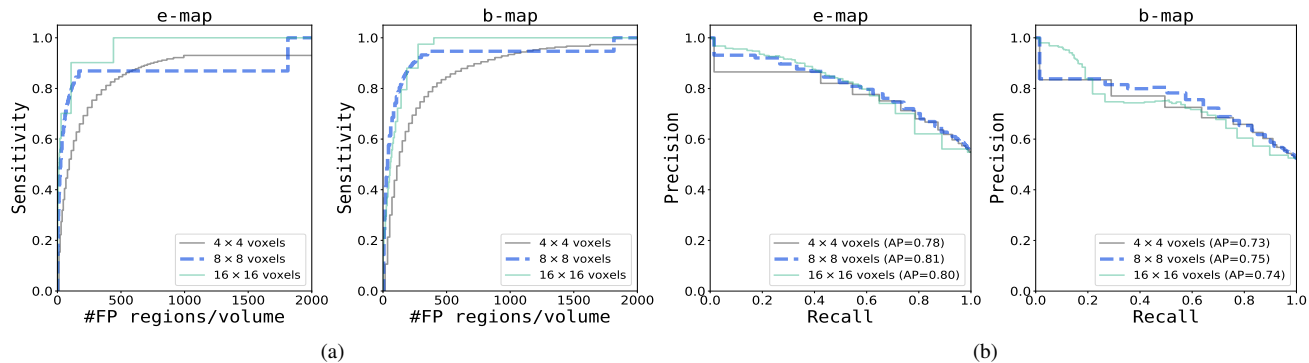 e-map
Sensitivity
1.0
0.8
0.6
0.4
0.2
0.0
4 × 4 voxels
8 × 8 voxels
16 × 16 voxels
0 500 1000 1500 2000
#FP regions/volume
b-map
Sensitivity
1.0
0.8
0.6
0.4
0.2
0.0
4 × 4 voxels
8 × 8 voxels
16 × 16 voxels
0 500 1000 1500 2000
#FP regions/volume
(a)
e-map
Precision
1.0
0.8
0.6
0.4
0.2
0.0
4 × 4 voxels (AP=0.78)
8 × 8 voxels (AP=0.81)
16 × 16 voxels (AP=0.80)
0.0 0.2 0.4 0.6 0.8 1.0
Recall
b-map
Precision
1.0
0.8
0.6
0.4
0.2
0.0
4 × 4 voxels (AP=0.73)
8 × 8 voxels (AP=0.75)
16 × 16 voxels (AP=0.74)
0.0 0.2 0.4 0.6 0.8 1.0
Recall
(b)